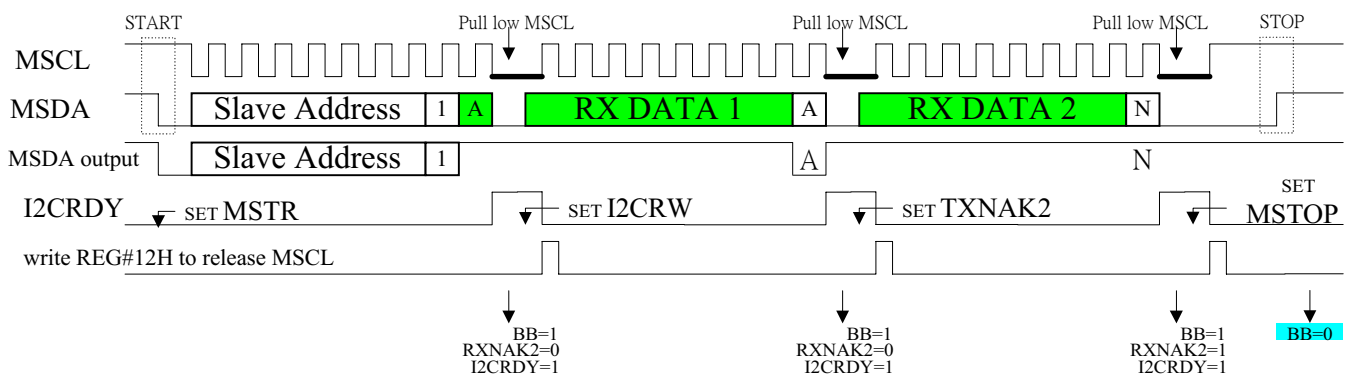 START Pull low MSCL Pull low MSCL Pull low MSCL STOP
MSCL
MSDA Slave Address 1 A RX DATA 1 A RX DATA 2 N
MSDA output Slave Address 1 A N
I2CRDY SET MSTR SET I2CRW SET TXNAK2 SET MSTOP
write REG#12H to release MSCL
BB=1 BB=1 BB=1 BB=0
RXNAK2=0 RXNAK2=0 RXNAK2=1
I2CRDY=1 I2CRDY=1 I2CRDY=1